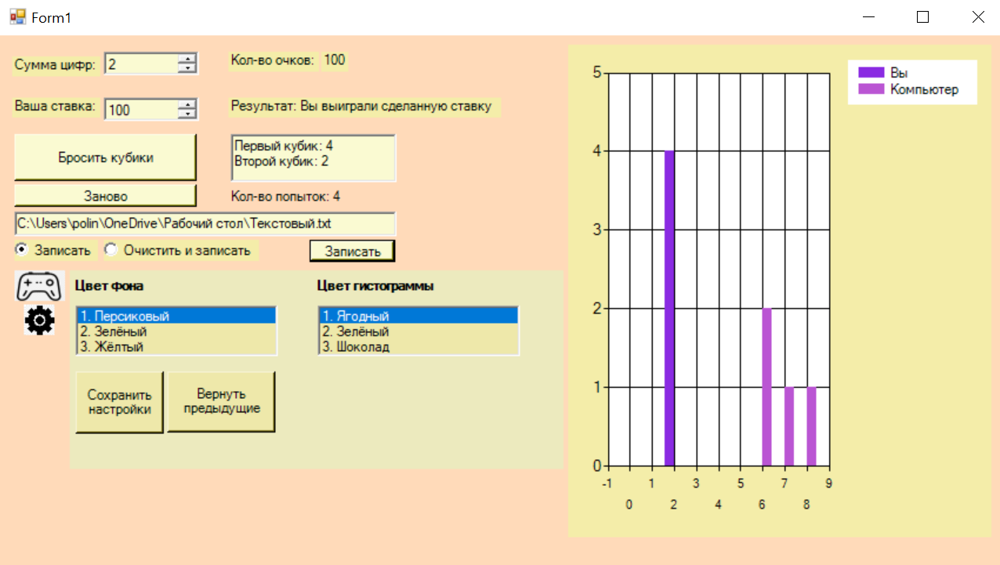 Form1
Сумма цифр: 2
Кол-во очков: 100
Ваша ставка: 100
Результат: Вы выиграли сделанную ставку
Бросить кубики
Первый кубик: 4
Второй кубик: 2
Заново
Кол-во попыток: 4
C:\Users\polin\OneDrive\Рабочий стол\Текстовый.txt
Записать
Очистить и записать
Записать
Цвет фона
1. Персиковый
2. Зелёный
3. Жёлтый
Цвет гистограммы
1. Ягодный
2. Зелёный
3. Шоколад
Сохранить
настройки
Вернуть
предыдущие
5
4
3
2
1
0
-1 1 3 5 7 9
0 2 4 6 8
Вы
Компьютер